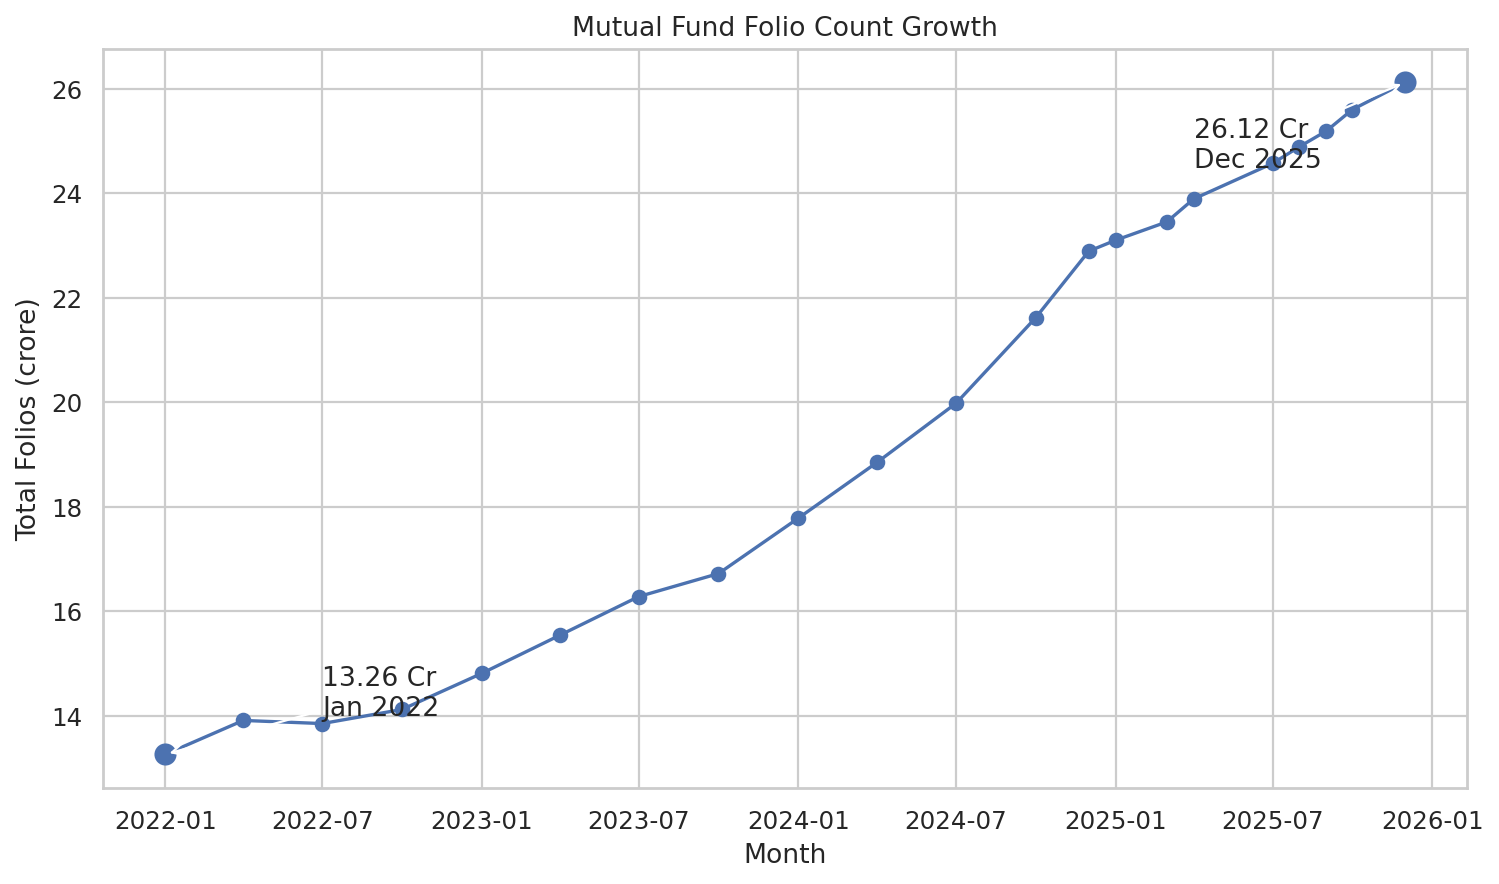 Mutual Fund Folio Count Growth
Total Folios (crore)
26
24
22
20
18
16
14
26.12 Cr
Dec 2025
13.26 Cr
Jan 2022
2022-01
2022-07
2023-01
2023-07
2024-01
2024-07
2025-01
2025-07
2026-01
Month